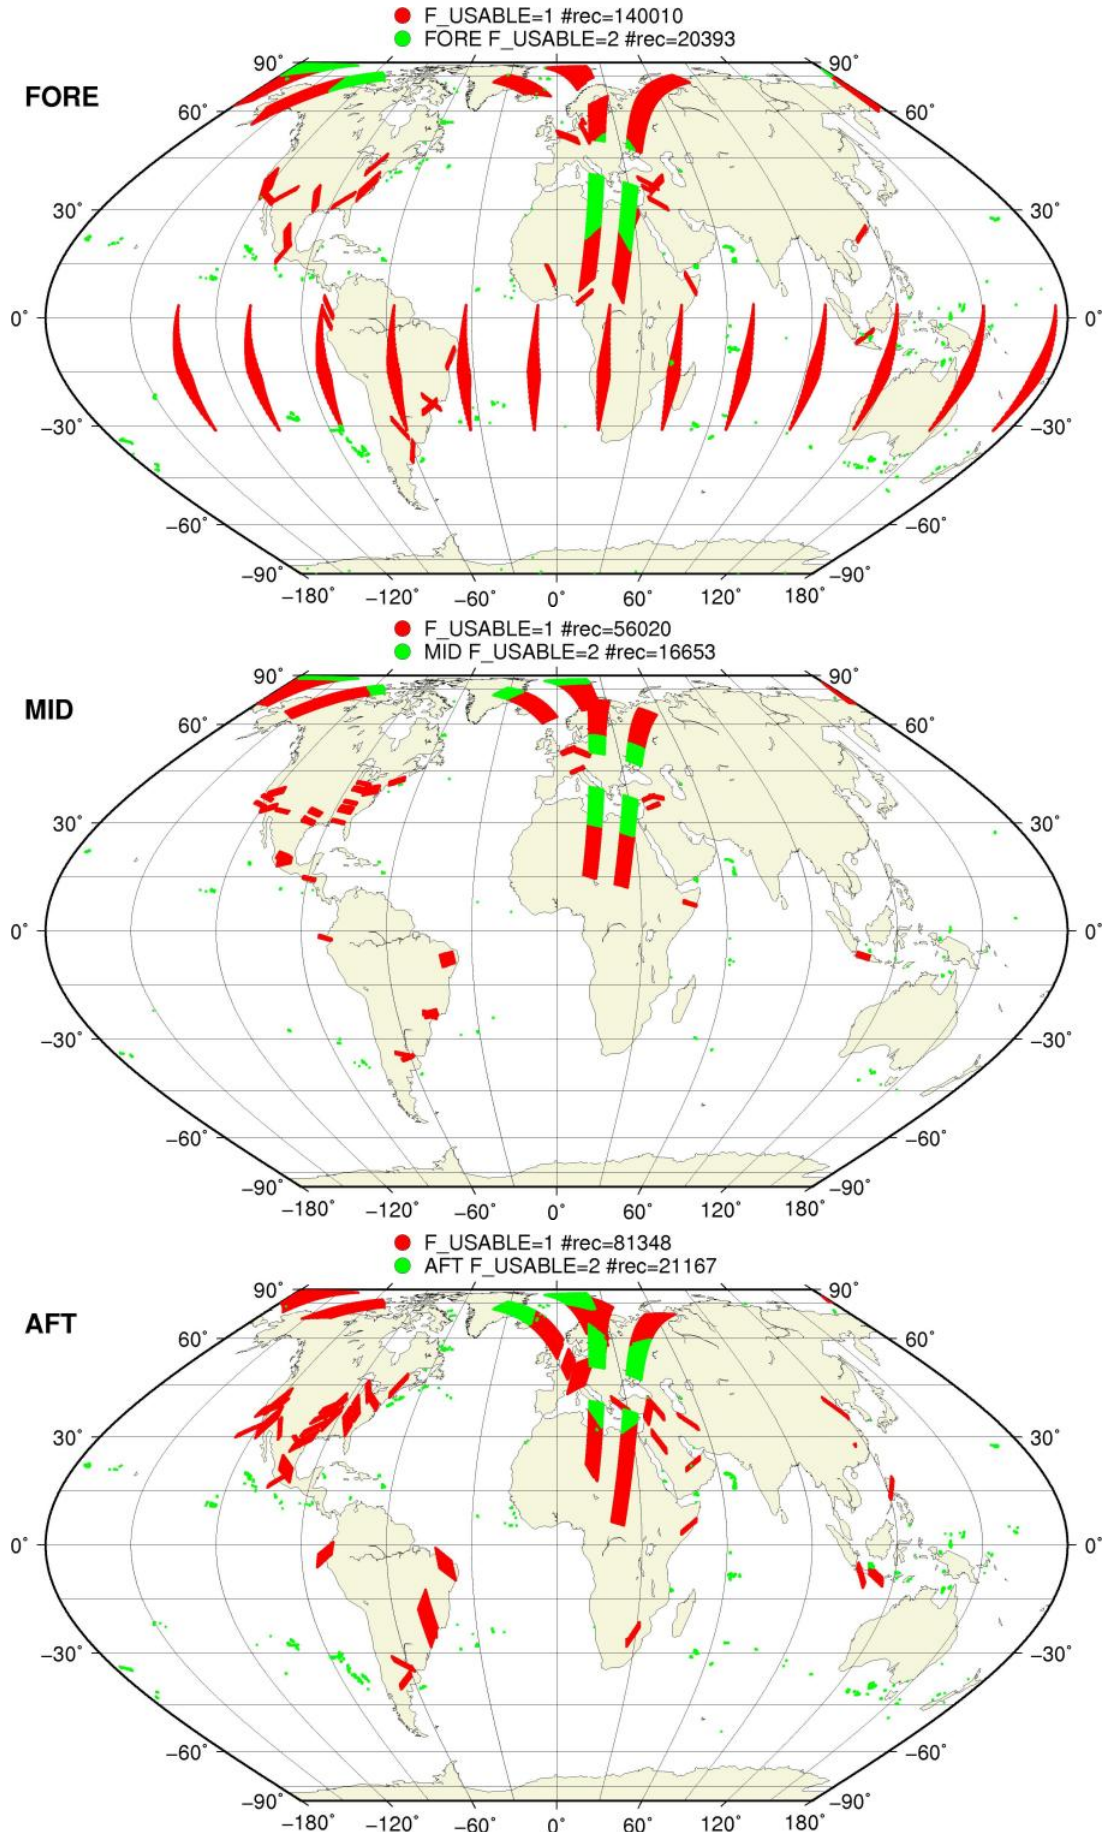 F_USABLE=1 #rec=140010
FORE F_USABLE=2 #rec=20393
FORE
90° 90°
60° 60°
30° 30°
0° 0°
−30° −30°
−60° −60°
−90° −90°
−180° −120° −60° 0° 60° 120° 180°
F_USABLE=1 #rec=56020
MID F_USABLE=2 #rec=16653
MID
90° 90°
60° 60°
30° 30°
0° 0°
−30° −30°
−60° −60°
−90° −90°
−180° −120° −60° 0° 60° 120° 180°
F_USABLE=1 #rec=81348
AFT F_USABLE=2 #rec=21167
AFT
90° 90°
60° 60°
30° 30°
0° 0°
−30° −30°
−60° −60°
−90° −90°
−180° −120° −60° 0° 60° 120° 180°